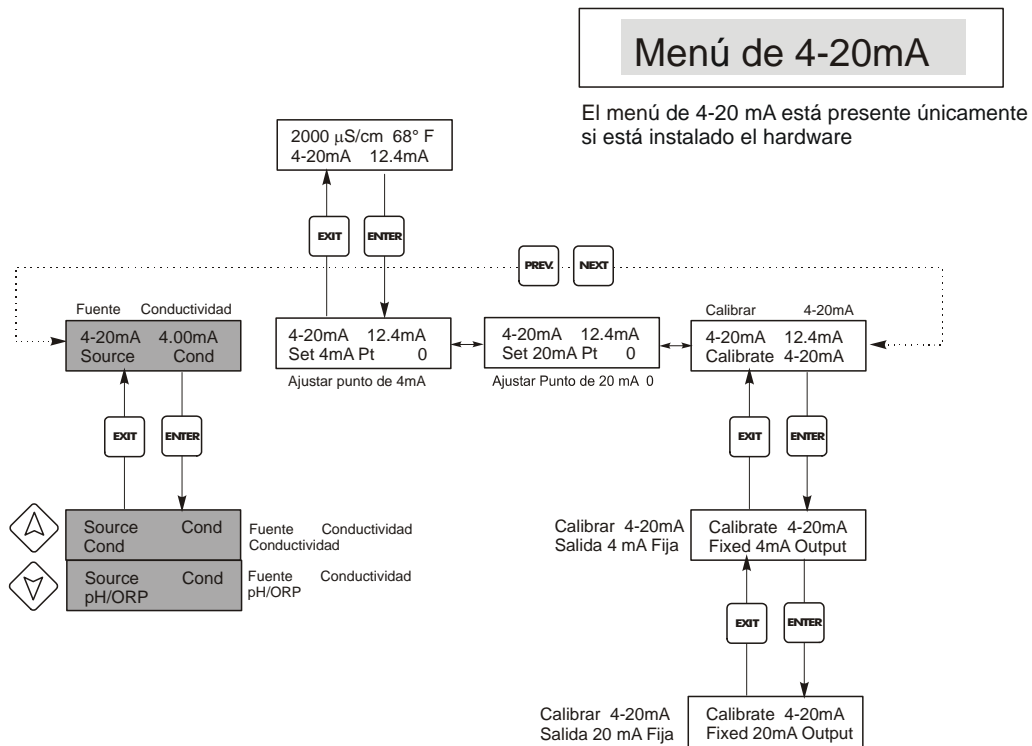 Menú de 4-20mA
El menú de 4-20 mA está presente únicamente
si está instalado el hardware
2000 µS/cm 68° F
4-20mA 12.4mA
EXIT ENTER
PREV. NEXT
Fuente Conductividad
4-20mA 4.00mA
Source Cond
4-20mA 12.4mA
Set 4mA Pt 0
Ajustar punto de 4mA
4-20mA 12.4mA
Set 20mA Pt 0
Ajustar Punto de 20 mA 0
Calibrar 4-20mA
4-20mA 12.4mA
Calibrate 4-20mA
EXIT ENTER
EXIT ENTER
Source Cond
Cond
Fuente Conductividad
Conductividad
Source Cond
pH/ORP
Fuente Conductividad
pH/ORP
Calibrar 4-20mA
Salida 4 mA Fija
Calibrate 4-20mA
Fixed 4mA Output
EXIT ENTER
Calibrar 4-20mA
Salida 20 mA Fija
Calibrate 4-20mA
Fixed 20mA Output